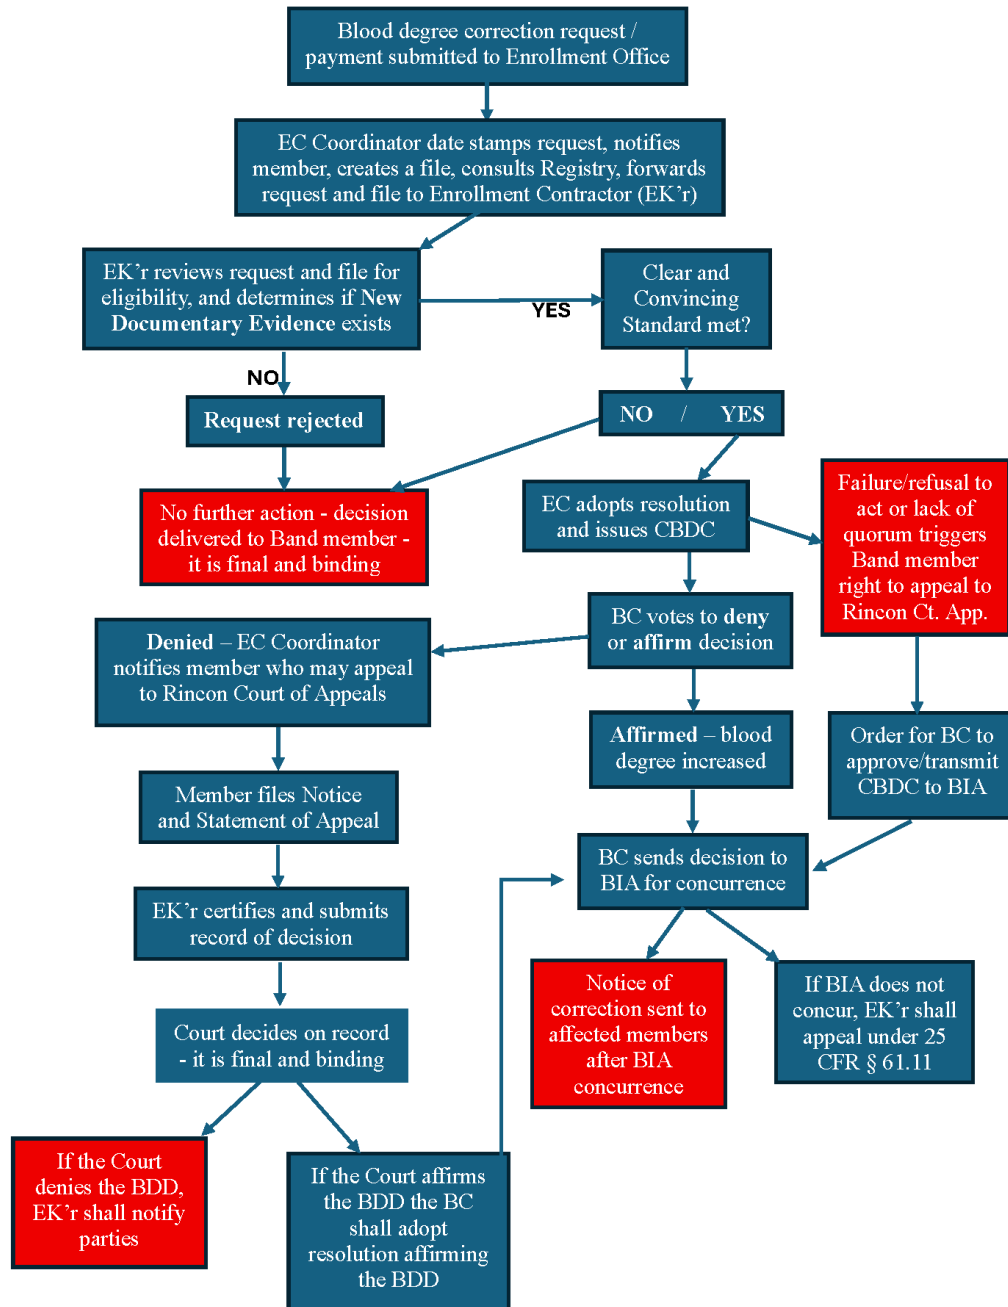 Blood degree correction request /
payment submitted to Enrollment Office
EC Coordinator date stamps request, notifies
member, creates a file, consults Registry, forwards
request and file to Enrollment Contractor (EK’r)
EK’r reviews request and file for
eligibility, and determines if New
Documentary Evidence exists
YES
Clear and
Convincing
Standard met?
NO
Request rejected
NO / YES
No further action - decision
delivered to Band member -
it is final and binding
EC adopts resolution
and issues CBDC
Failure/refusal to
act or lack of
quorum triggers
Band member
right to appeal to
Rincon Ct. App.
BC votes to deny
or affirm decision
Denied – EC Coordinator
notifies member who may appeal
to Rincon Court of Appeals
Affirmed – blood
degree increased
Order for BC to
approve/transmit
CBDC to BIA
Member files Notice
and Statement of Appeal
BC sends decision to
BIA for concurrence
EK’r certifies and submits
record of decision
Notice of
correction sent to
affected members
after BIA
concurrence
If BIA does not
concur, EK’r shall
appeal under 25
CFR § 61.11
Court decides on record
- it is final and binding
If the Court
denies the BDD,
EK’r shall notify
parties
If the Court affirms
the BDD the BC
shall adopt
resolution affirming
the BDD